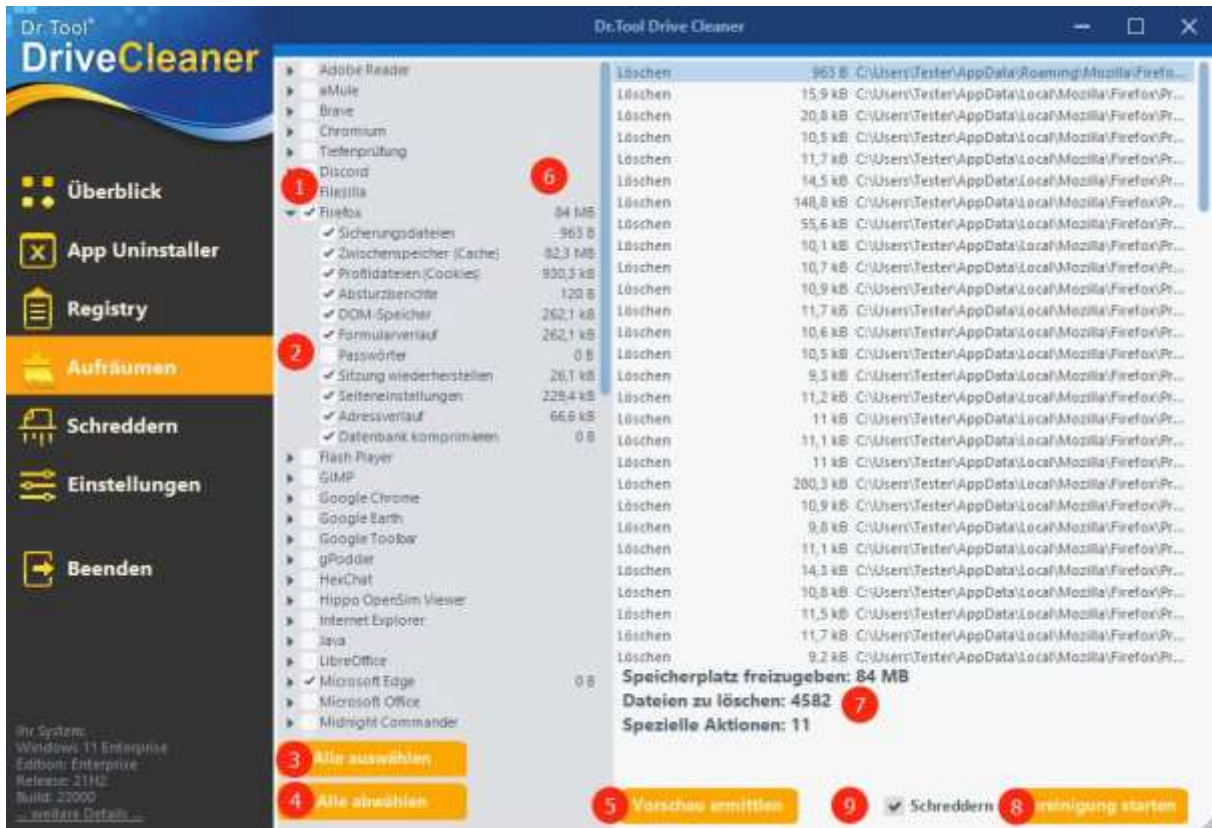 Dr.Tool®
DriveCleaner
Dr.Tool Drive Cleaner
Überblick
App Uninstaller
Registry
Aufräumen
Schreddern
Einstellungen
Beenden
Ihr System:
Windows 11 Enterprise
Edition: Enterprise
Release: 21H2
Build: 22000
... weitere Details ...
Adobe Reader
aMule
Brave
Chromium
Tiefenprüfung
Discord
1
6
Filezilla
Firefox 84 MB
Sicherungsdateien 963 B
Zwischenspeicher (Cache) 82,3 MB
Profildateien (Cookies) 930,3 kB
Absturzberichte 120 B
DOM-Speicher 262,1 kB
Formularverlauf 262,1 kB
2
Passwörter 0 B
Sitzung wiederherstellen 26,1 kB
Seiteneinstellungen 229,4 kB
Adressverlauf 66,6 kB
Datenbank komprimieren 0 B
Flash Player
GIMP
Google Chrome
Google Earth
Google Toolbar
gPodder
HexChat
Hippo OpenSim Viewer
Internet Explorer
Java
LibreOffice
Microsoft Edge 0 B
Microsoft Office
Midnight Commander
3 Alle auswählen
4 Alle abwählen
Löschen 963 B C:\Users\Tester\AppData\Roaming\Mozilla\Firefo...
Löschen 15,9 kB C:\Users\Tester\AppData\Local\Mozilla\Firefox\Pr...
Löschen 20,8 kB C:\Users\Tester\AppData\Local\Mozilla\Firefox\Pr...
Löschen 10,5 kB C:\Users\Tester\AppData\Local\Mozilla\Firefox\Pr...
Löschen 11,7 kB C:\Users\Tester\AppData\Local\Mozilla\Firefox\Pr...
Löschen 14,5 kB C:\Users\Tester\AppData\Local\Mozilla\Firefox\Pr...
Löschen 148,8 kB C:\Users\Tester\AppData\Local\Mozilla\Firefox\Pr...
Löschen 55,6 kB C:\Users\Tester\AppData\Local\Mozilla\Firefox\Pr...
Löschen 10,1 kB C:\Users\Tester\AppData\Local\Mozilla\Firefox\Pr...
Löschen 10,7 kB C:\Users\Tester\AppData\Local\Mozilla\Firefox\Pr...
Löschen 10,9 kB C:\Users\Tester\AppData\Local\Mozilla\Firefox\Pr...
Löschen 11,7 kB C:\Users\Tester\AppData\Local\Mozilla\Firefox\Pr...
Löschen 10,6 kB C:\Users\Tester\AppData\Local\Mozilla\Firefox\Pr...
Löschen 10,5 kB C:\Users\Tester\AppData\Local\Mozilla\Firefox\Pr...
Löschen 9,3 kB C:\Users\Tester\AppData\Local\Mozilla\Firefox\Pr...
Löschen 11,2 kB C:\Users\Tester\AppData\Local\Mozilla\Firefox\Pr...
Löschen 11 kB C:\Users\Tester\AppData\Local\Mozilla\Firefox\Pr...
Löschen 11,1 kB C:\Users\Tester\AppData\Local\Mozilla\Firefox\Pr...
Löschen 11 kB C:\Users\Tester\AppData\Local\Mozilla\Firefox\Pr...
Löschen 280,3 kB C:\Users\Tester\AppData\Local\Mozilla\Firefox\Pr...
Löschen 10,9 kB C:\Users\Tester\AppData\Local\Mozilla\Firefox\Pr...
Löschen 9,8 kB C:\Users\Tester\AppData\Local\Mozilla\Firefox\Pr...
Löschen 11,1 kB C:\Users\Tester\AppData\Local\Mozilla\Firefox\Pr...
Löschen 14,3 kB C:\Users\Tester\AppData\Local\Mozilla\Firefox\Pr...
Löschen 10,8 kB C:\Users\Tester\AppData\Local\Mozilla\Firefox\Pr...
Löschen 11,5 kB C:\Users\Tester\AppData\Local\Mozilla\Firefox\Pr...
Löschen 11,7 kB C:\Users\Tester\AppData\Local\Mozilla\Firefox\Pr...
Löschen 9,2 kB C:\Users\Tester\AppData\Local\Mozilla\Firefox\Pr...
Speicherplatz freizugeben: 84 MB
Dateien zu löschen: 4582
7
Spezielle Aktionen: 11
5 Vorschau ermitteln
9 Schreddern
8 reinigung starten